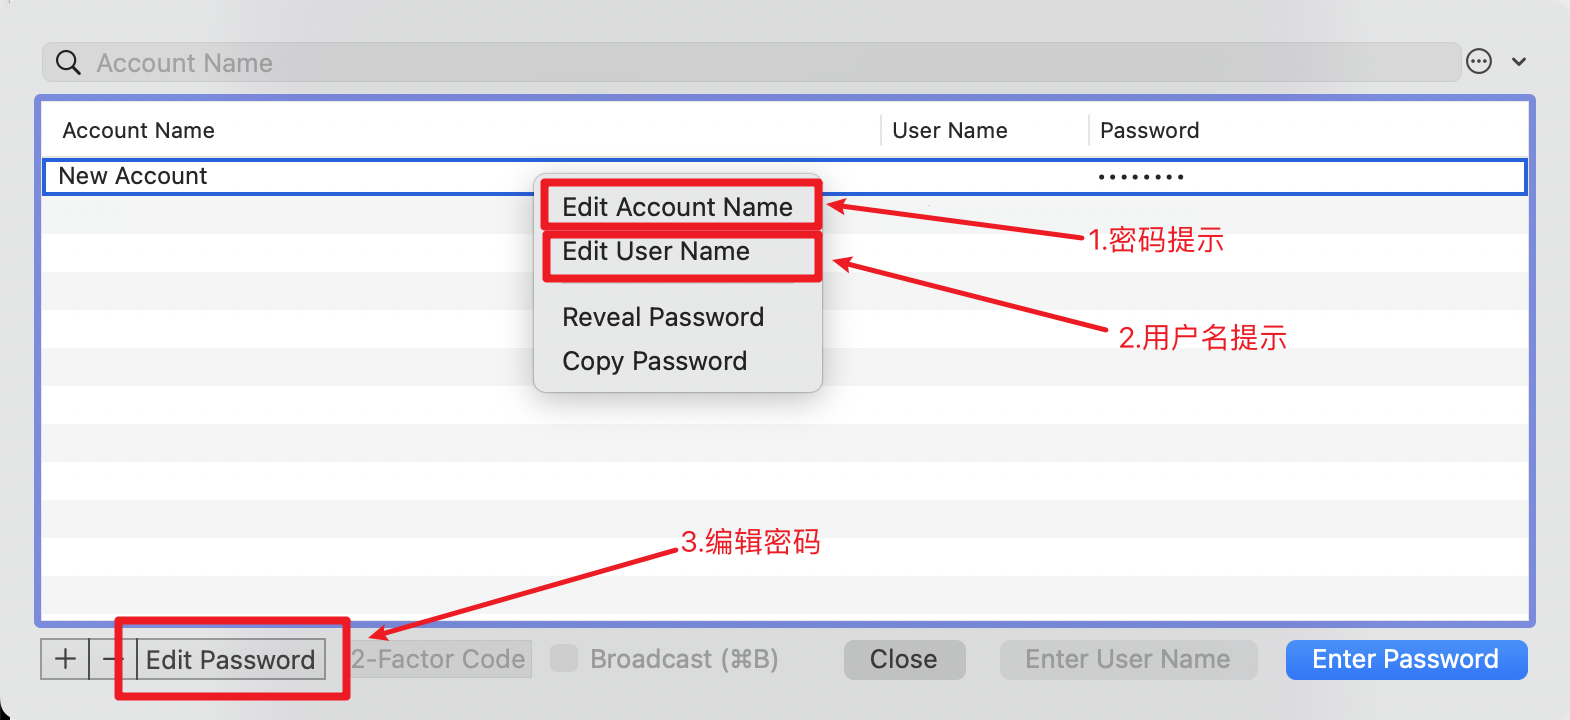 Account Name
Account Name User Name Password
New Account ••••••••
Edit Account Name
1.密码提示
Edit User Name
2.用户名提示
Reveal Password
Copy Password
3.编辑密码
+ − Edit Password 2-Factor Code Broadcast (⌘B) Close Enter User Name Enter Password